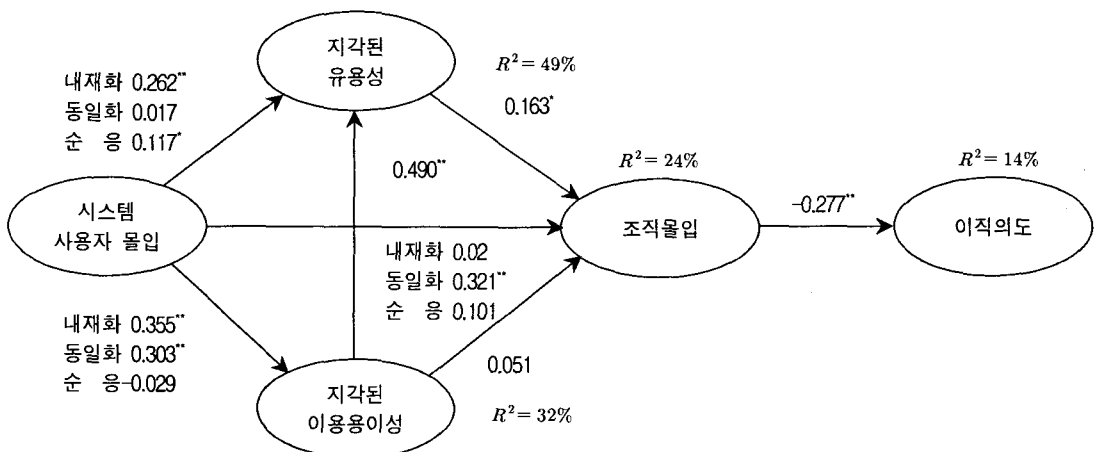 지각된
유용성
R² = 49%
내재화 0.262**
동일화 0.017
순 응 0.117*
0.163*
0.490**
R² = 24%
R² = 14%
시스템
사용자 몰입
조직몰입
-0.277**
이직의도
내재화 0.02
동일화 0.321**
순 응 0.101
내재화 0.355**
동일화 0.303**
순 응-0.029
0.051
지각된
이용용이성
R² = 32%